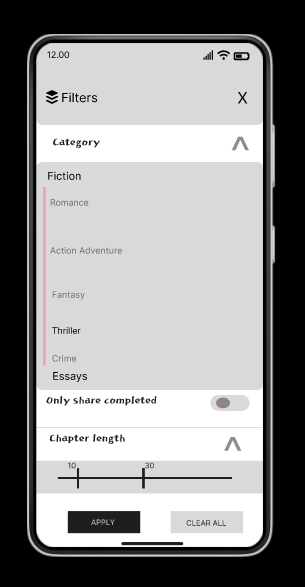 12.00
Filters X
Category
Fiction
Romance
Action Adventure
Fantasy
Thriller
Crime
Essays
Only share completed
Chapter length
10 30
APPLY CLEAR ALL